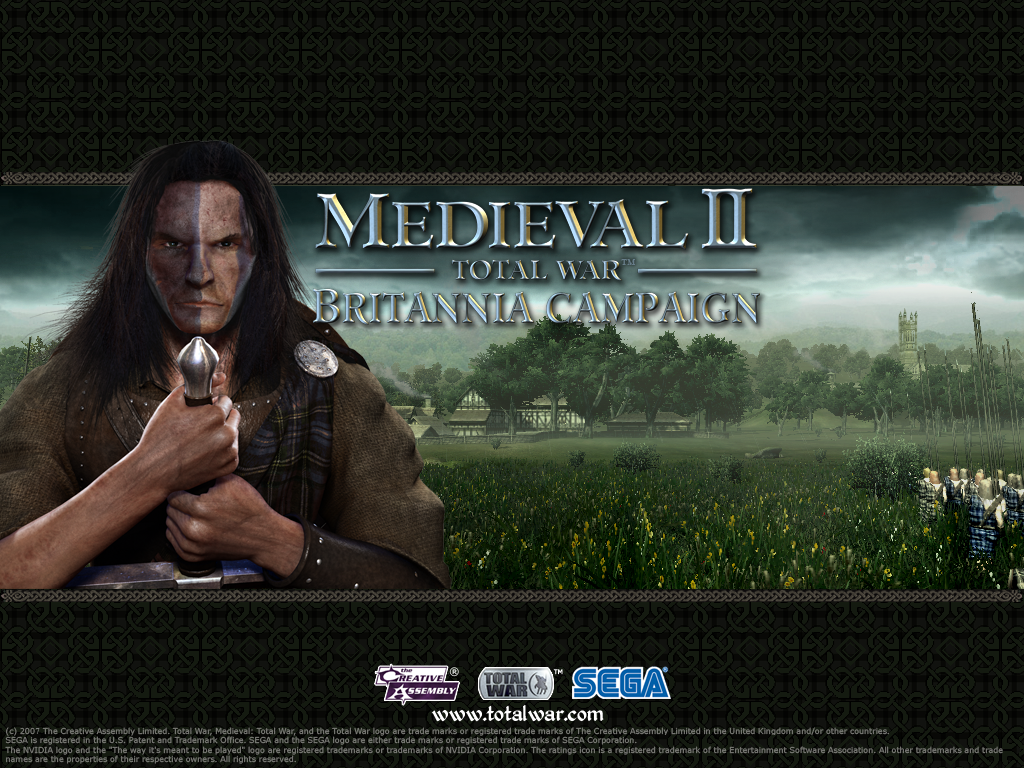 MEDIEVAL II
TOTAL WAR™
BRITANNIA CAMPAIGN
the CREATIVE ASSEMBLY ® TOTAL WAR ™ SEGA ®
www.totalwar.com
(c) 2007 The Creative Assembly Limited. Total War, Medieval: Total War, and the Total War logo are trade marks or registered trade marks of The Creative Assembly Limited in the United Kingdom and/or other countries.
SEGA is registered in the U.S. Patent and Trademark Office. SEGA and the SEGA logo are either trade marks or registered trade marks of SEGA Corporation.
The NVIDIA logo and the "The way it's meant to be played" logo are registered trademarks or trademarks of NVIDIA Corporation. The ratings icon is a registered trademark of the Entertainment Software Association. All other trademarks and trade
names are the properties of their respective owners. All rights reserved.